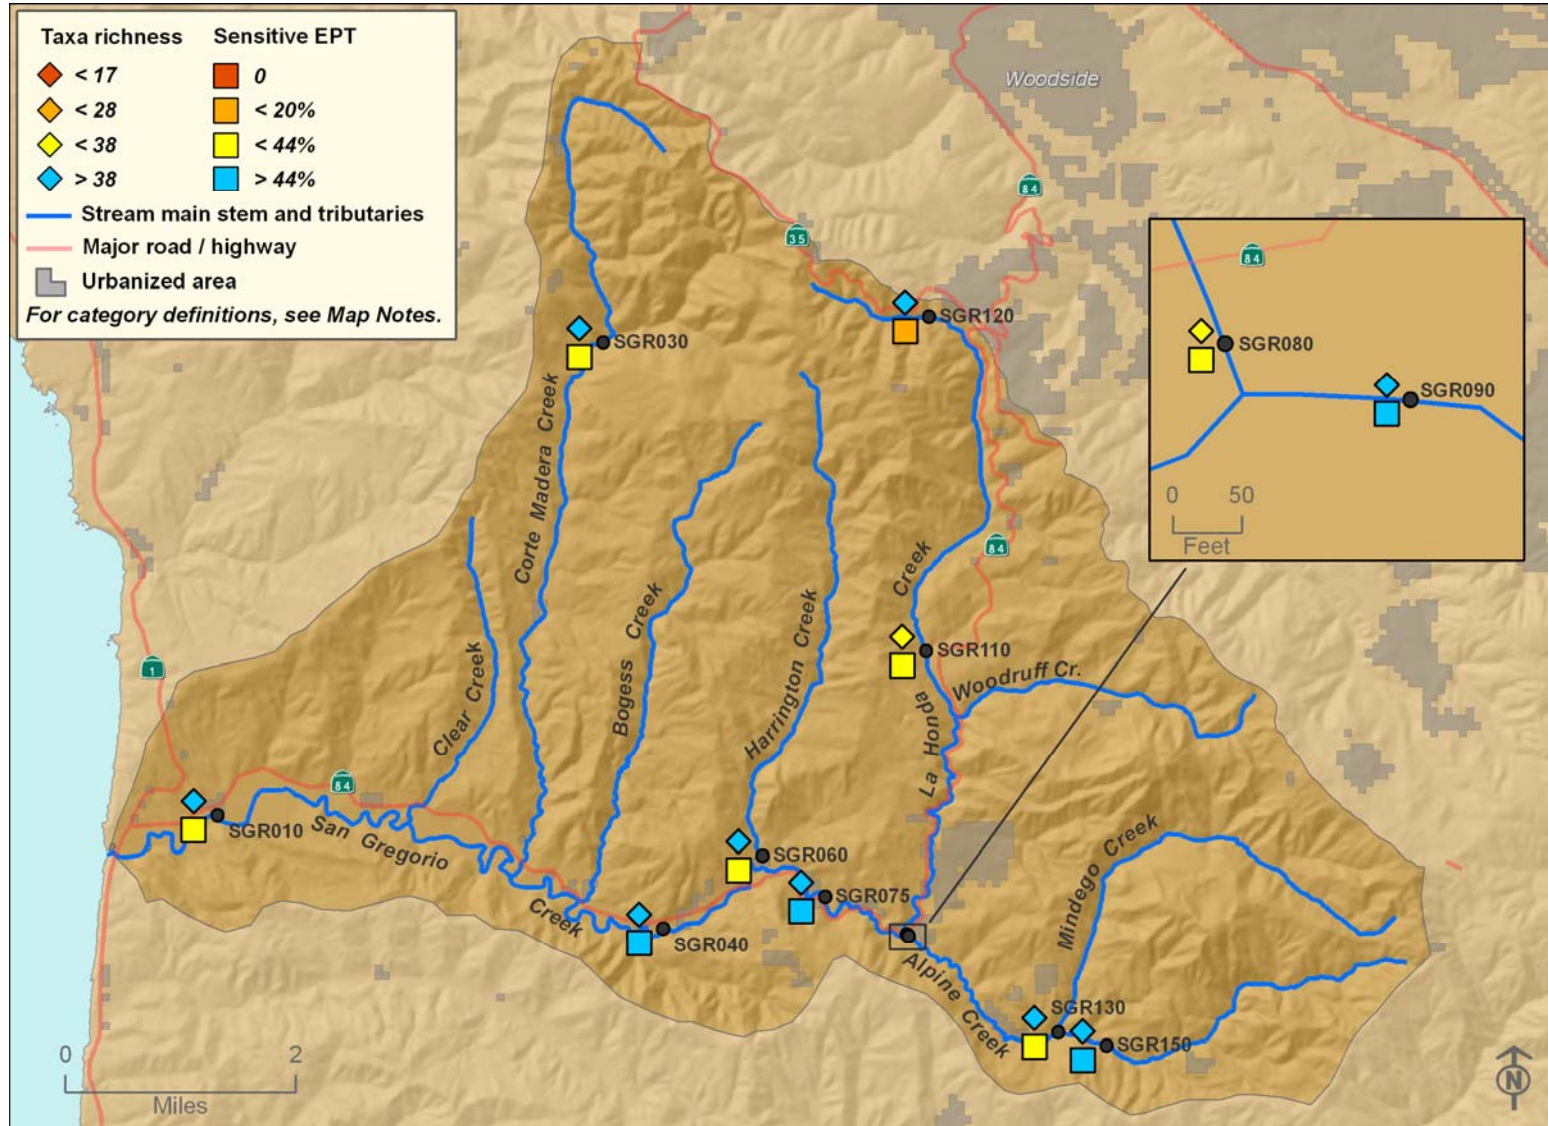 Taxa richness Sensitive EPT
< 17 0
< 28 < 20%
< 38 < 44%
> 38 > 44%
Stream main stem and tributaries
Major road / highway
Urbanized area
For category definitions, see Map Notes.
Woodside
84
35
SGR120
SGR030
84
SGR080
SGR090
0 50
Feet
Corte Madera Creek
84
Creek
Bogess Creek
Harrington Creek
SGR110
Woodruff Cr.
La Honda
Clear Creek
1
84
SGR010
San Gregorio
Creek
SGR060
SGR075
SGR040
Mindego Creek
Alpine Creek
SGR130
SGR150
0 2
Miles
N